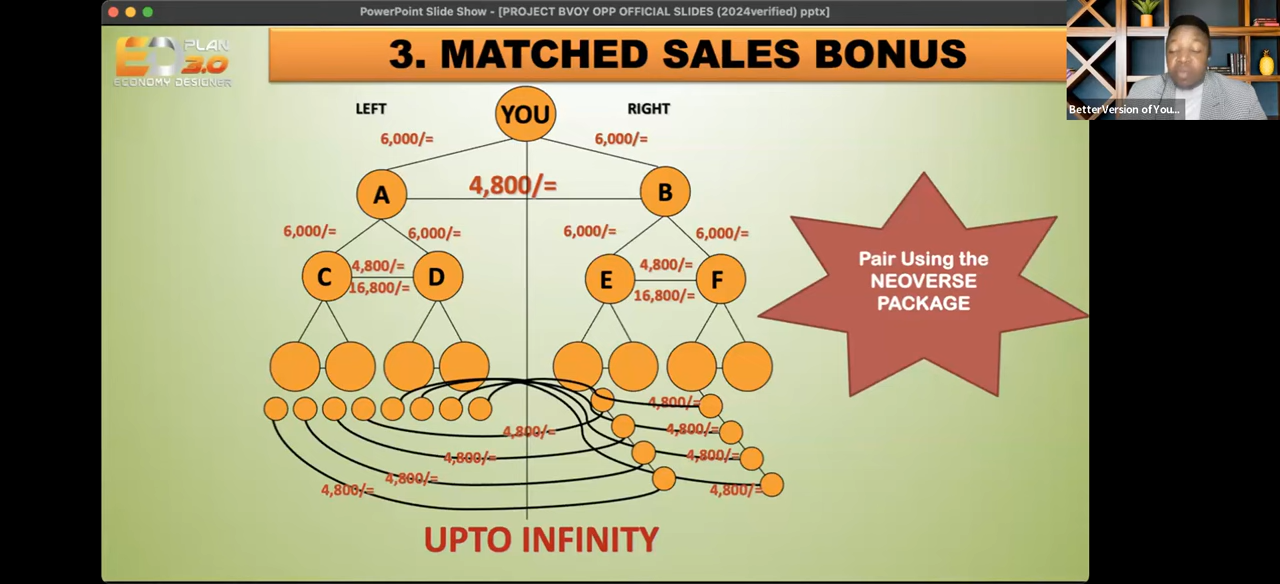 PowerPoint Slide Show - [PROJECT BVOY OPP OFFICIAL SLIDES (2024verified) pptx]
PLAN
3.0
ECONOMY DESIGNER
3. MATCHED SALES BONUS
BetterVersion of You...
LEFT
YOU
RIGHT
6,000/=
6,000/=
A
4,800/=
B
6,000/=
6,000/=
6,000/=
6,000/=
C
4,800/=
16,800/=
D
E
4,800/=
16,800/=
F
Pair Using the
NEOVERSE
PACKAGE
4,800/=
4,800/=
4,800/=
4,800/=
4,800/=
4,800/=
4,800/=
4,800/=
UPTO INFINITY